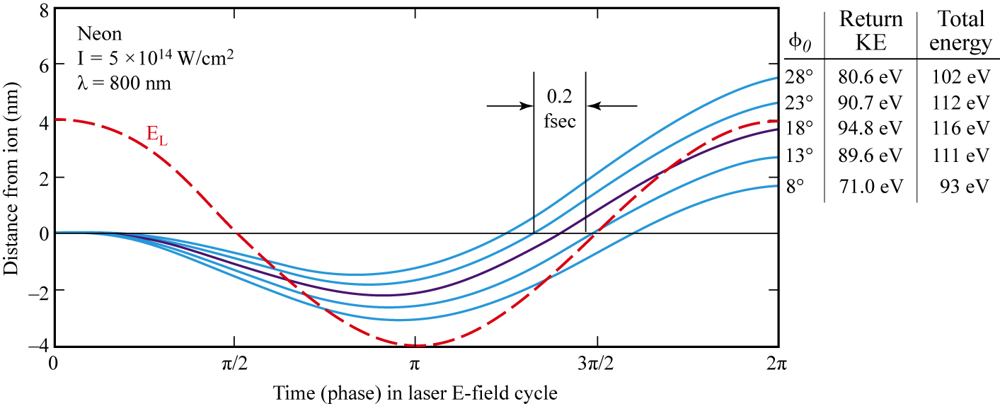 8
6
4
2
0
–2
–4
Distance from ion (nm)
Neon
I = 5 ×10¹⁴ W/cm²
λ = 800 nm
E_L
0.2
fsec
0
π/2
π
3π/2
2π
Time (phase) in laser E-field cycle
ϕ₀ Return KE Total energy
28° 80.6 eV 102 eV
23° 90.7 eV 112 eV
18° 94.8 eV 116 eV
13° 89.6 eV 111 eV
8° 71.0 eV 93 eV